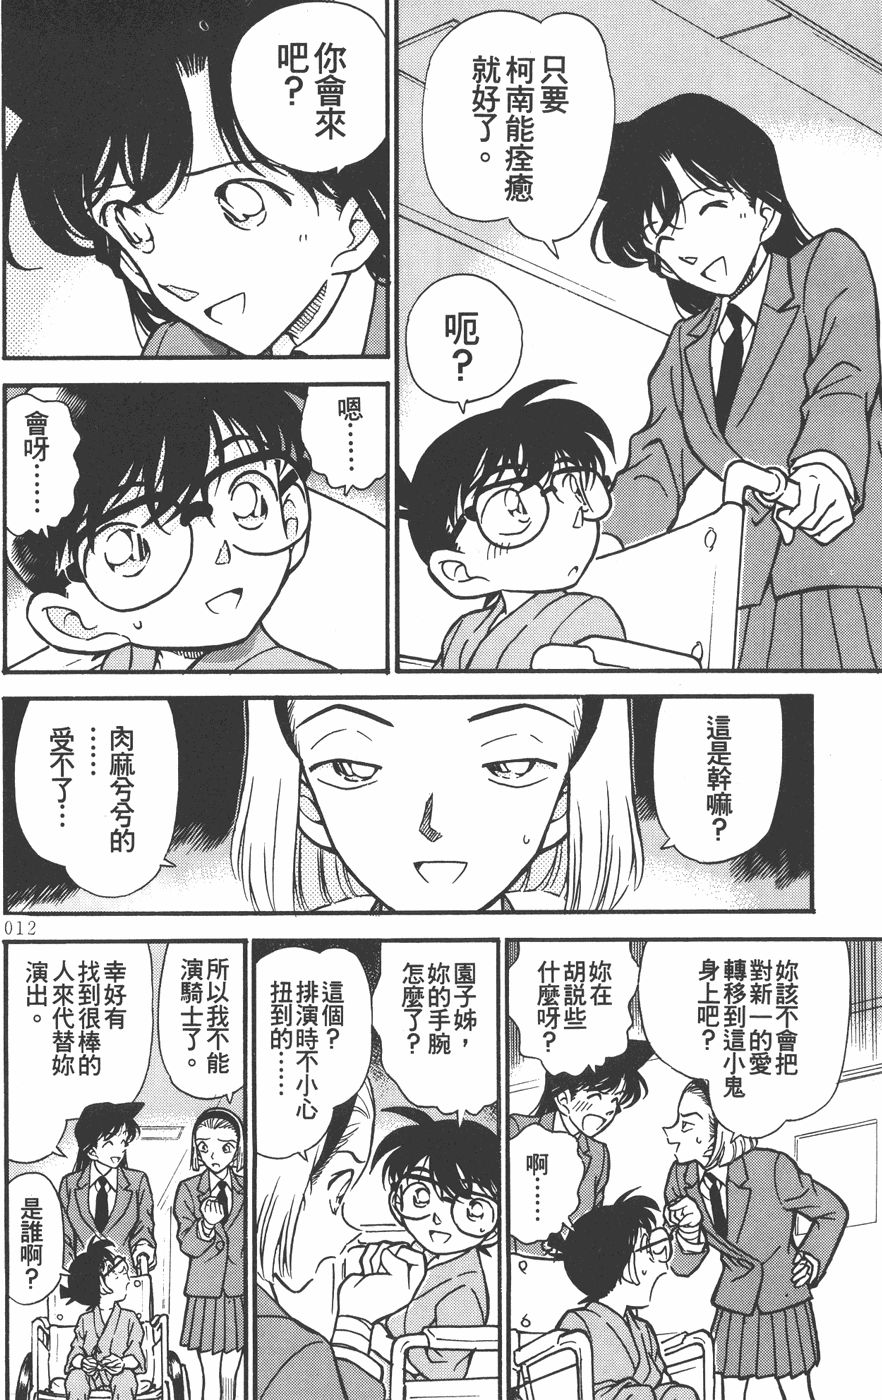 只要
柯南能痊癒
就好了。
呃？
你會來
吧？
嗯……
會呀……
這是幹嘛？
肉麻兮兮的
……
受不了…
012
妳該不會把
對新一的愛
轉移到這小鬼
身上吧？
妳在
胡說些
什麼呀？
啊……
園子姊，
妳的手腕
怎麼了？
這個？
排演時不小心
扭到的……
所以我不能
演騎士了。
幸好有
找到很棒的
人來代替妳
演出。
是誰啊？
6